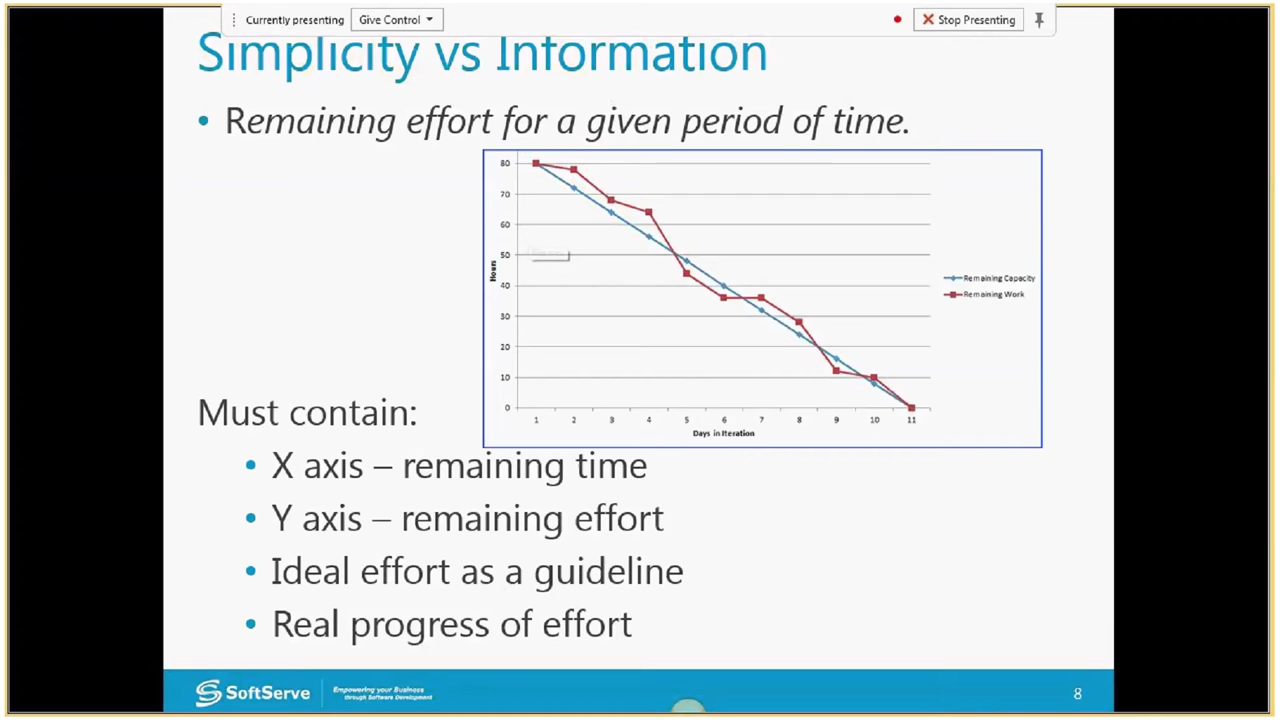 Currently presenting
Give Control
Stop Presenting
Simplicity vs Information
• Remaining effort for a given period of time.
80
70
60
50
40
30
20
10
0
Hours
1 2 3 4 5 6 7 8 9 10 11
Days in Iteration
Remaining Capacity
Remaining Work
Must contain:
• X axis – remaining time
• Y axis – remaining effort
• Ideal effort as a guideline
• Real progress of effort
SoftServe
Empowering your Business
through Software Development
8